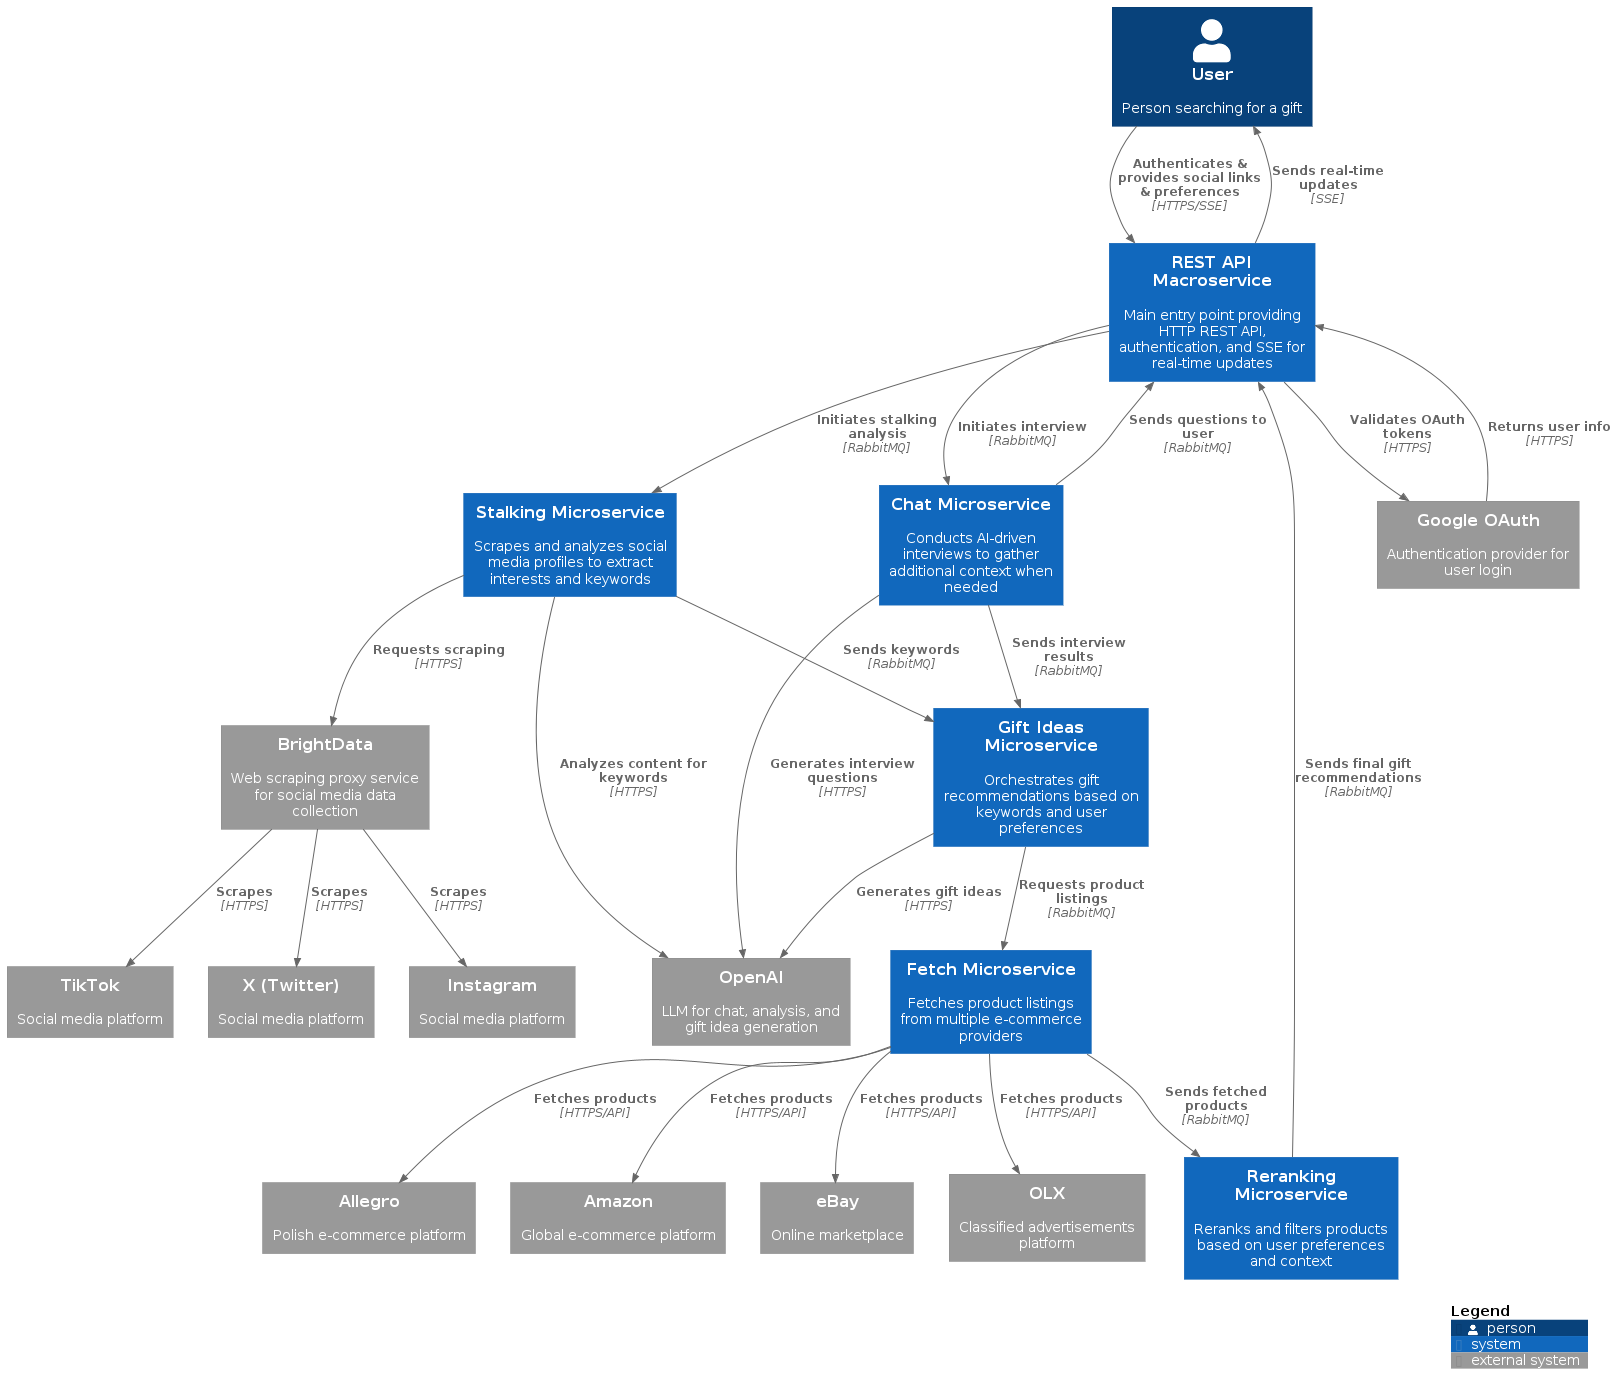 User
Person searching for a gift
Authenticates &
provides social links
& preferences
[HTTPS/SSE]
Sends real-time
updates
[SSE]
REST API
Macroservice
Main entry point providing
HTTP REST API,
authentication, and SSE for
real-time updates
Initiates stalking
analysis
[RabbitMQ]
Initiates interview
[RabbitMQ]
Sends questions to
user
[RabbitMQ]
Validates OAuth
tokens
[HTTPS]
Returns user info
[HTTPS]
Stalking Microservice
Scrapes and analyzes social
media profiles to extract
interests and keywords
Chat Microservice
Conducts AI-driven
interviews to gather
additional context when
needed
Google OAuth
Authentication provider for
user login
Requests scraping
[HTTPS]
Sends keywords
[RabbitMQ]
Sends interview
results
[RabbitMQ]
BrightData
Web scraping proxy service
for social media data
collection
Analyzes content for
keywords
[HTTPS]
Generates interview
questions
[HTTPS]
Gift Ideas
Microservice
Orchestrates gift
recommendations based on
keywords and user
preferences
Sends final gift
recommendations
[RabbitMQ]
Scrapes
[HTTPS]
Scrapes
[HTTPS]
Scrapes
[HTTPS]
Generates gift ideas
[HTTPS]
Requests product
listings
[RabbitMQ]
TikTok
Social media platform
X (Twitter)
Social media platform
Instagram
Social media platform
OpenAI
LLM for chat, analysis, and
gift idea generation
Fetch Microservice
Fetches product listings
from multiple e-commerce
providers
Fetches products
[HTTPS/API]
Fetches products
[HTTPS/API]
Fetches products
[HTTPS/API]
Fetches products
[HTTPS/API]
Sends fetched
products
[RabbitMQ]
Allegro
Polish e-commerce platform
Amazon
Global e-commerce platform
eBay
Online marketplace
OLX
Classified advertisements
platform
Reranking
Microservice
Reranks and filters products
based on user preferences
and context
Legend
person
system
external system